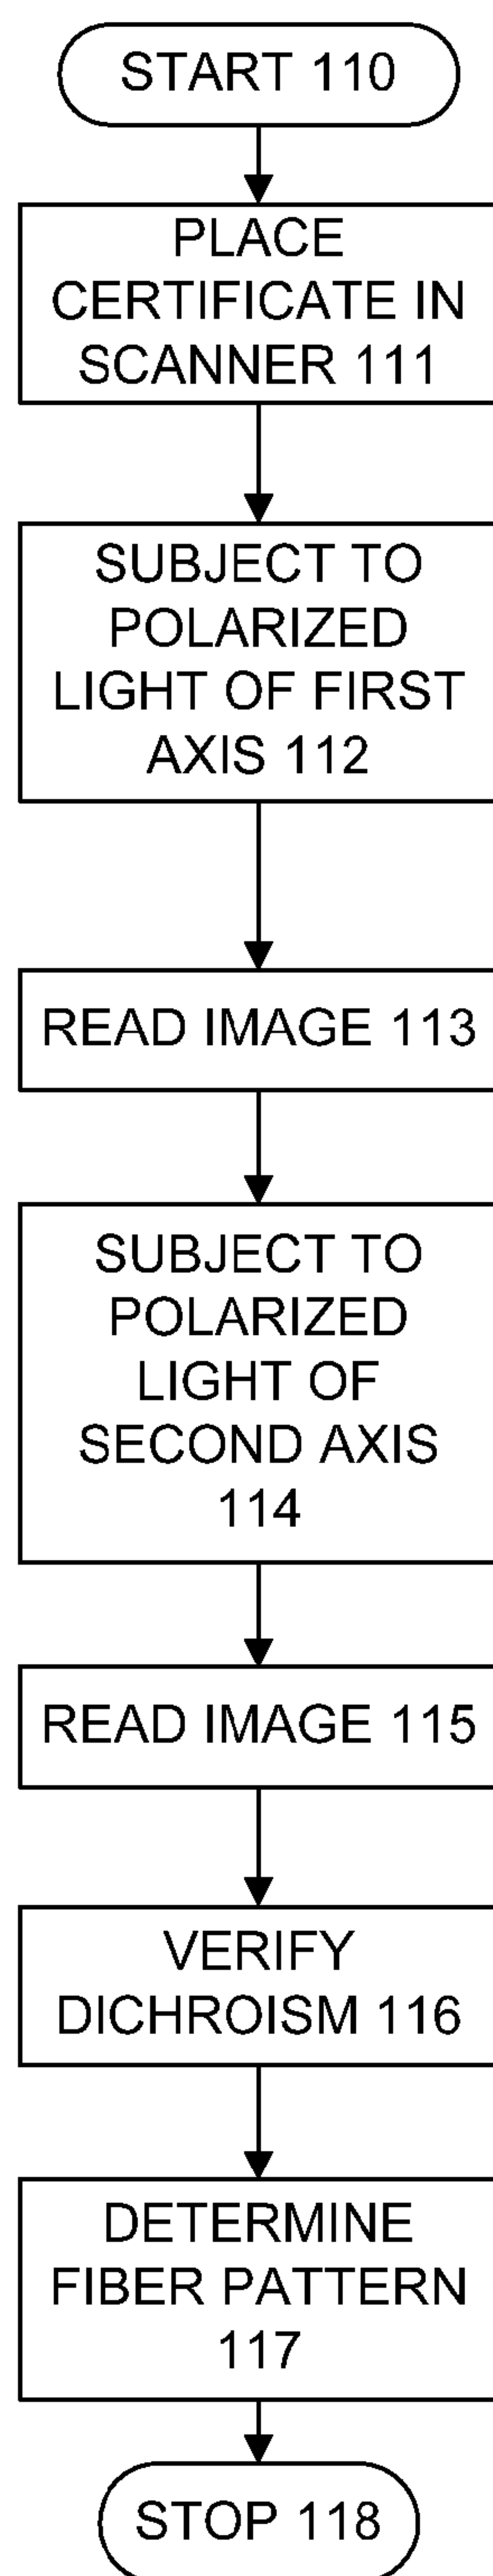 START 110
PLACE
CERTIFICATE IN
SCANNER 111
SUBJECT TO
POLARIZED
LIGHT OF FIRST
AXIS 112
READ IMAGE 113
SUBJECT TO
POLARIZED
LIGHT OF
SECOND AXIS
114
READ IMAGE 115
VERIFY
DICHROISM 116
DETERMINE
FIBER PATTERN
117
STOP 118